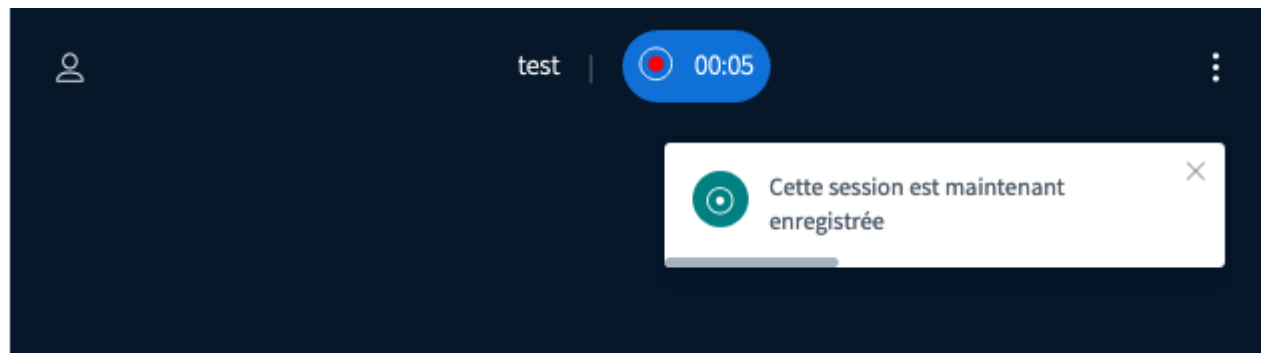 test | 00:05
Cette session est maintenant
enregistrée